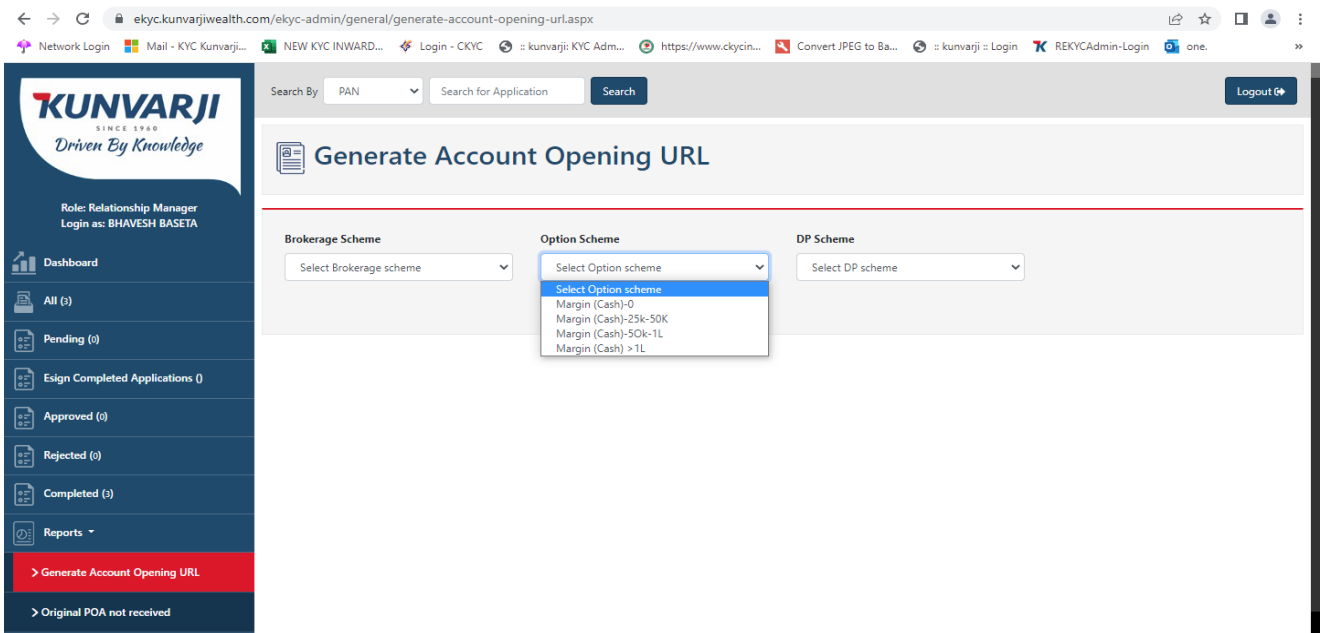 ekyc.kunvarjiwealth.com/ekyc-admin/general/generate-account-opening-url.aspx
Network Login Mail - KYC Kunvarji... NEW KYC INWARD... Login - CKYC :: kunvarji: KYC Adm... https://www.ckycin... Convert JPEG to Ba... :: kunvarji :: Login REKYCAdmin-Login one. »
KUNVARJI
SINCE 1960
Driven By Knowledge
Role: Relationship Manager
Login as: BHAVESH BASETA
Dashboard
All (3)
Pending (0)
Esign Completed Applications ()
Approved (0)
Rejected (0)
Completed (3)
Reports
> Generate Account Opening URL
> Original POA not received
Search By PAN Search for Application Search Logout
Generate Account Opening URL
Brokerage Scheme Option Scheme DP Scheme
Select Brokerage scheme Select Option scheme Select DP scheme
Select Option scheme
Margin (Cash)-0
Margin (Cash)-25k-50K
Margin (Cash)-5Ok-1L
Margin (Cash) >1L